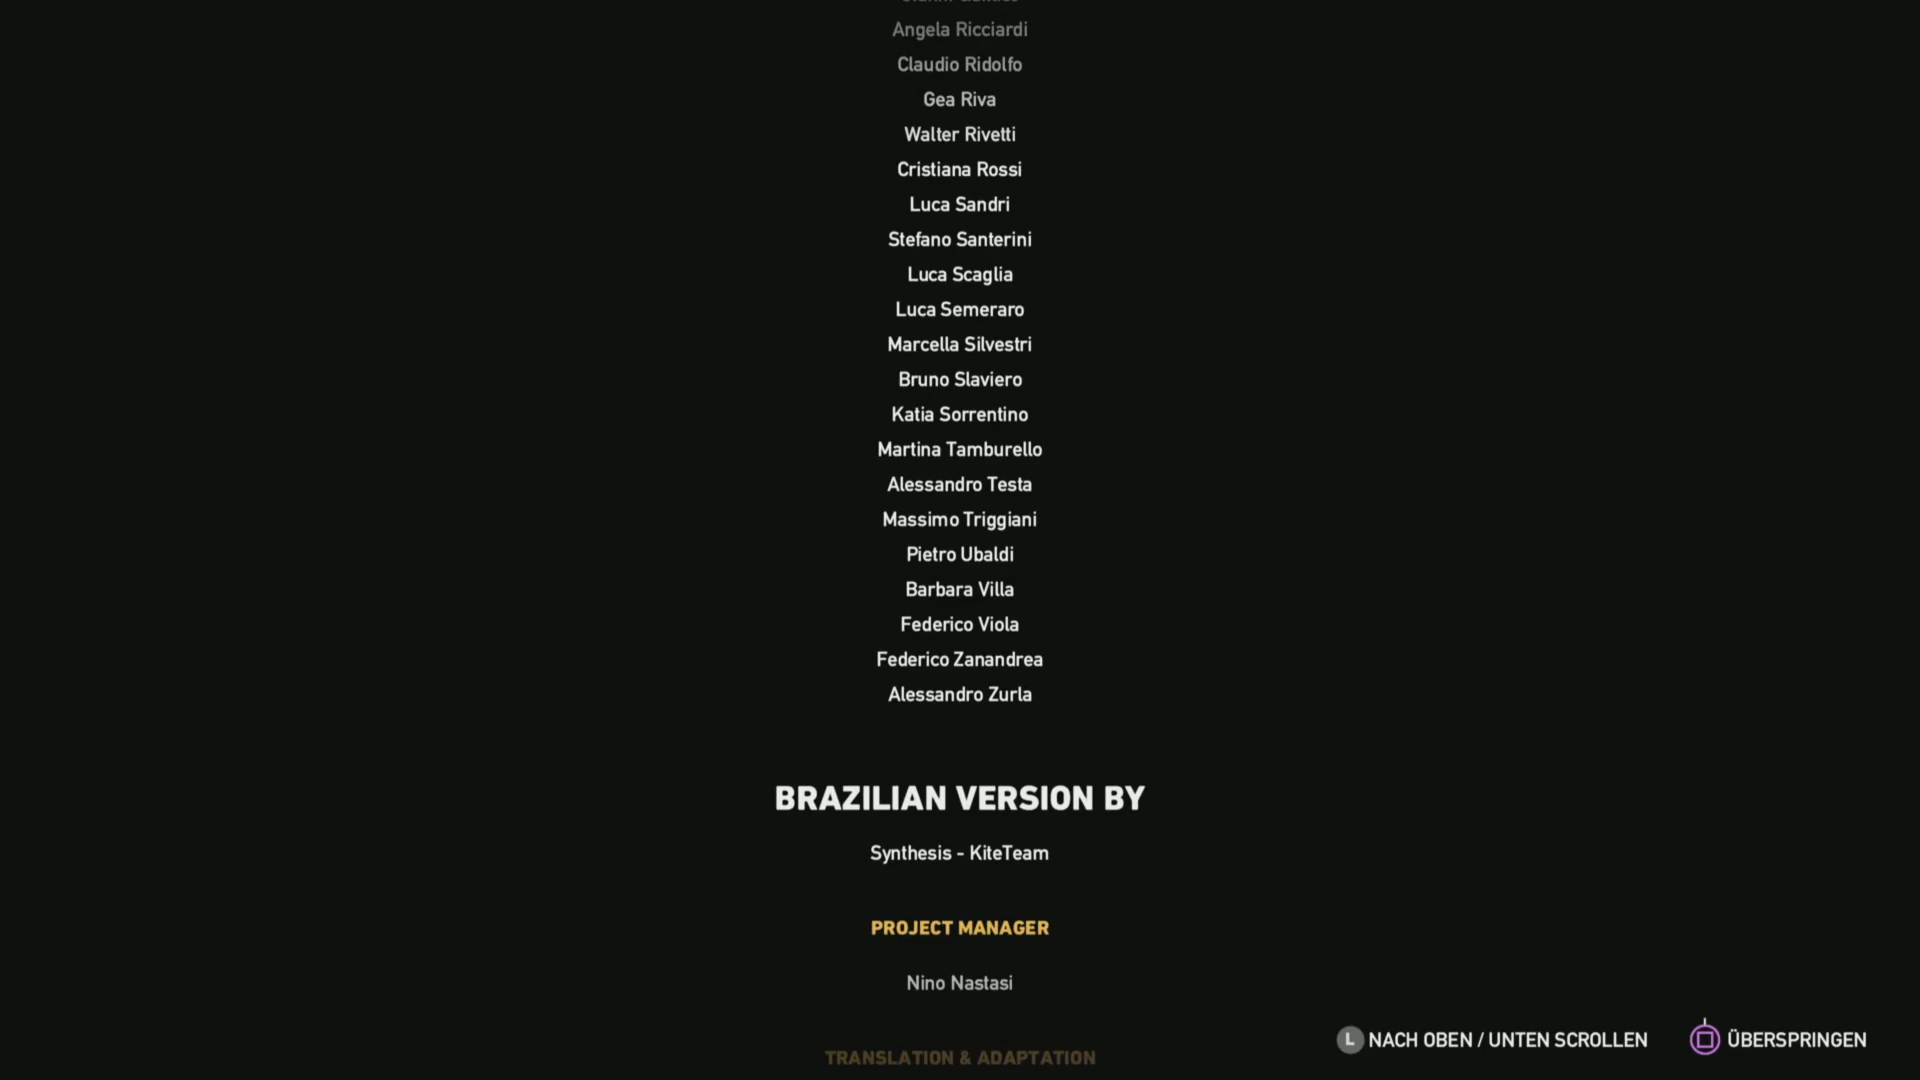 Angela Ricciardi
Claudio Ridolfo
Gea Riva
Walter Rivetti
Cristiana Rossi
Luca Sandri
Stefano Santerini
Luca Scaglia
Luca Semeraro
Marcella Silvestri
Bruno Slaviero
Katia Sorrentino
Martina Tamburello
Alessandro Testa
Massimo Triggiani
Pietro Ubaldi
Barbara Villa
Federico Viola
Federico Zanandrea
Alessandro Zurla
BRAZILIAN VERSION BY
Synthesis - KiteTeam
PROJECT MANAGER
Nino Nastasi
L NACH OBEN / UNTEN SCROLLEN
ÜBERSPRINGEN
TRANSLATION & ADAPTATION